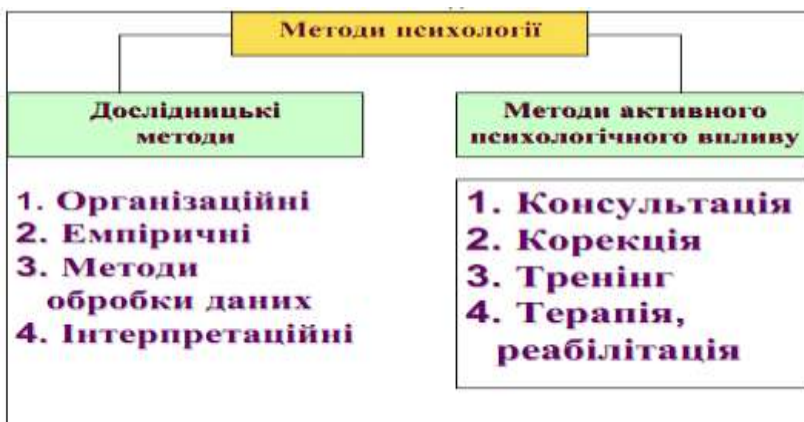 Методи психології
Дослідницькі
методи
1. Організаційні
2. Емпіричні
3. Методи
обробки даних
4. Інтерпретаційні
Методи активного
психологічного впливу
1. Консультація
2. Корекція
3. Тренінг
4. Терапія,
реабілітація